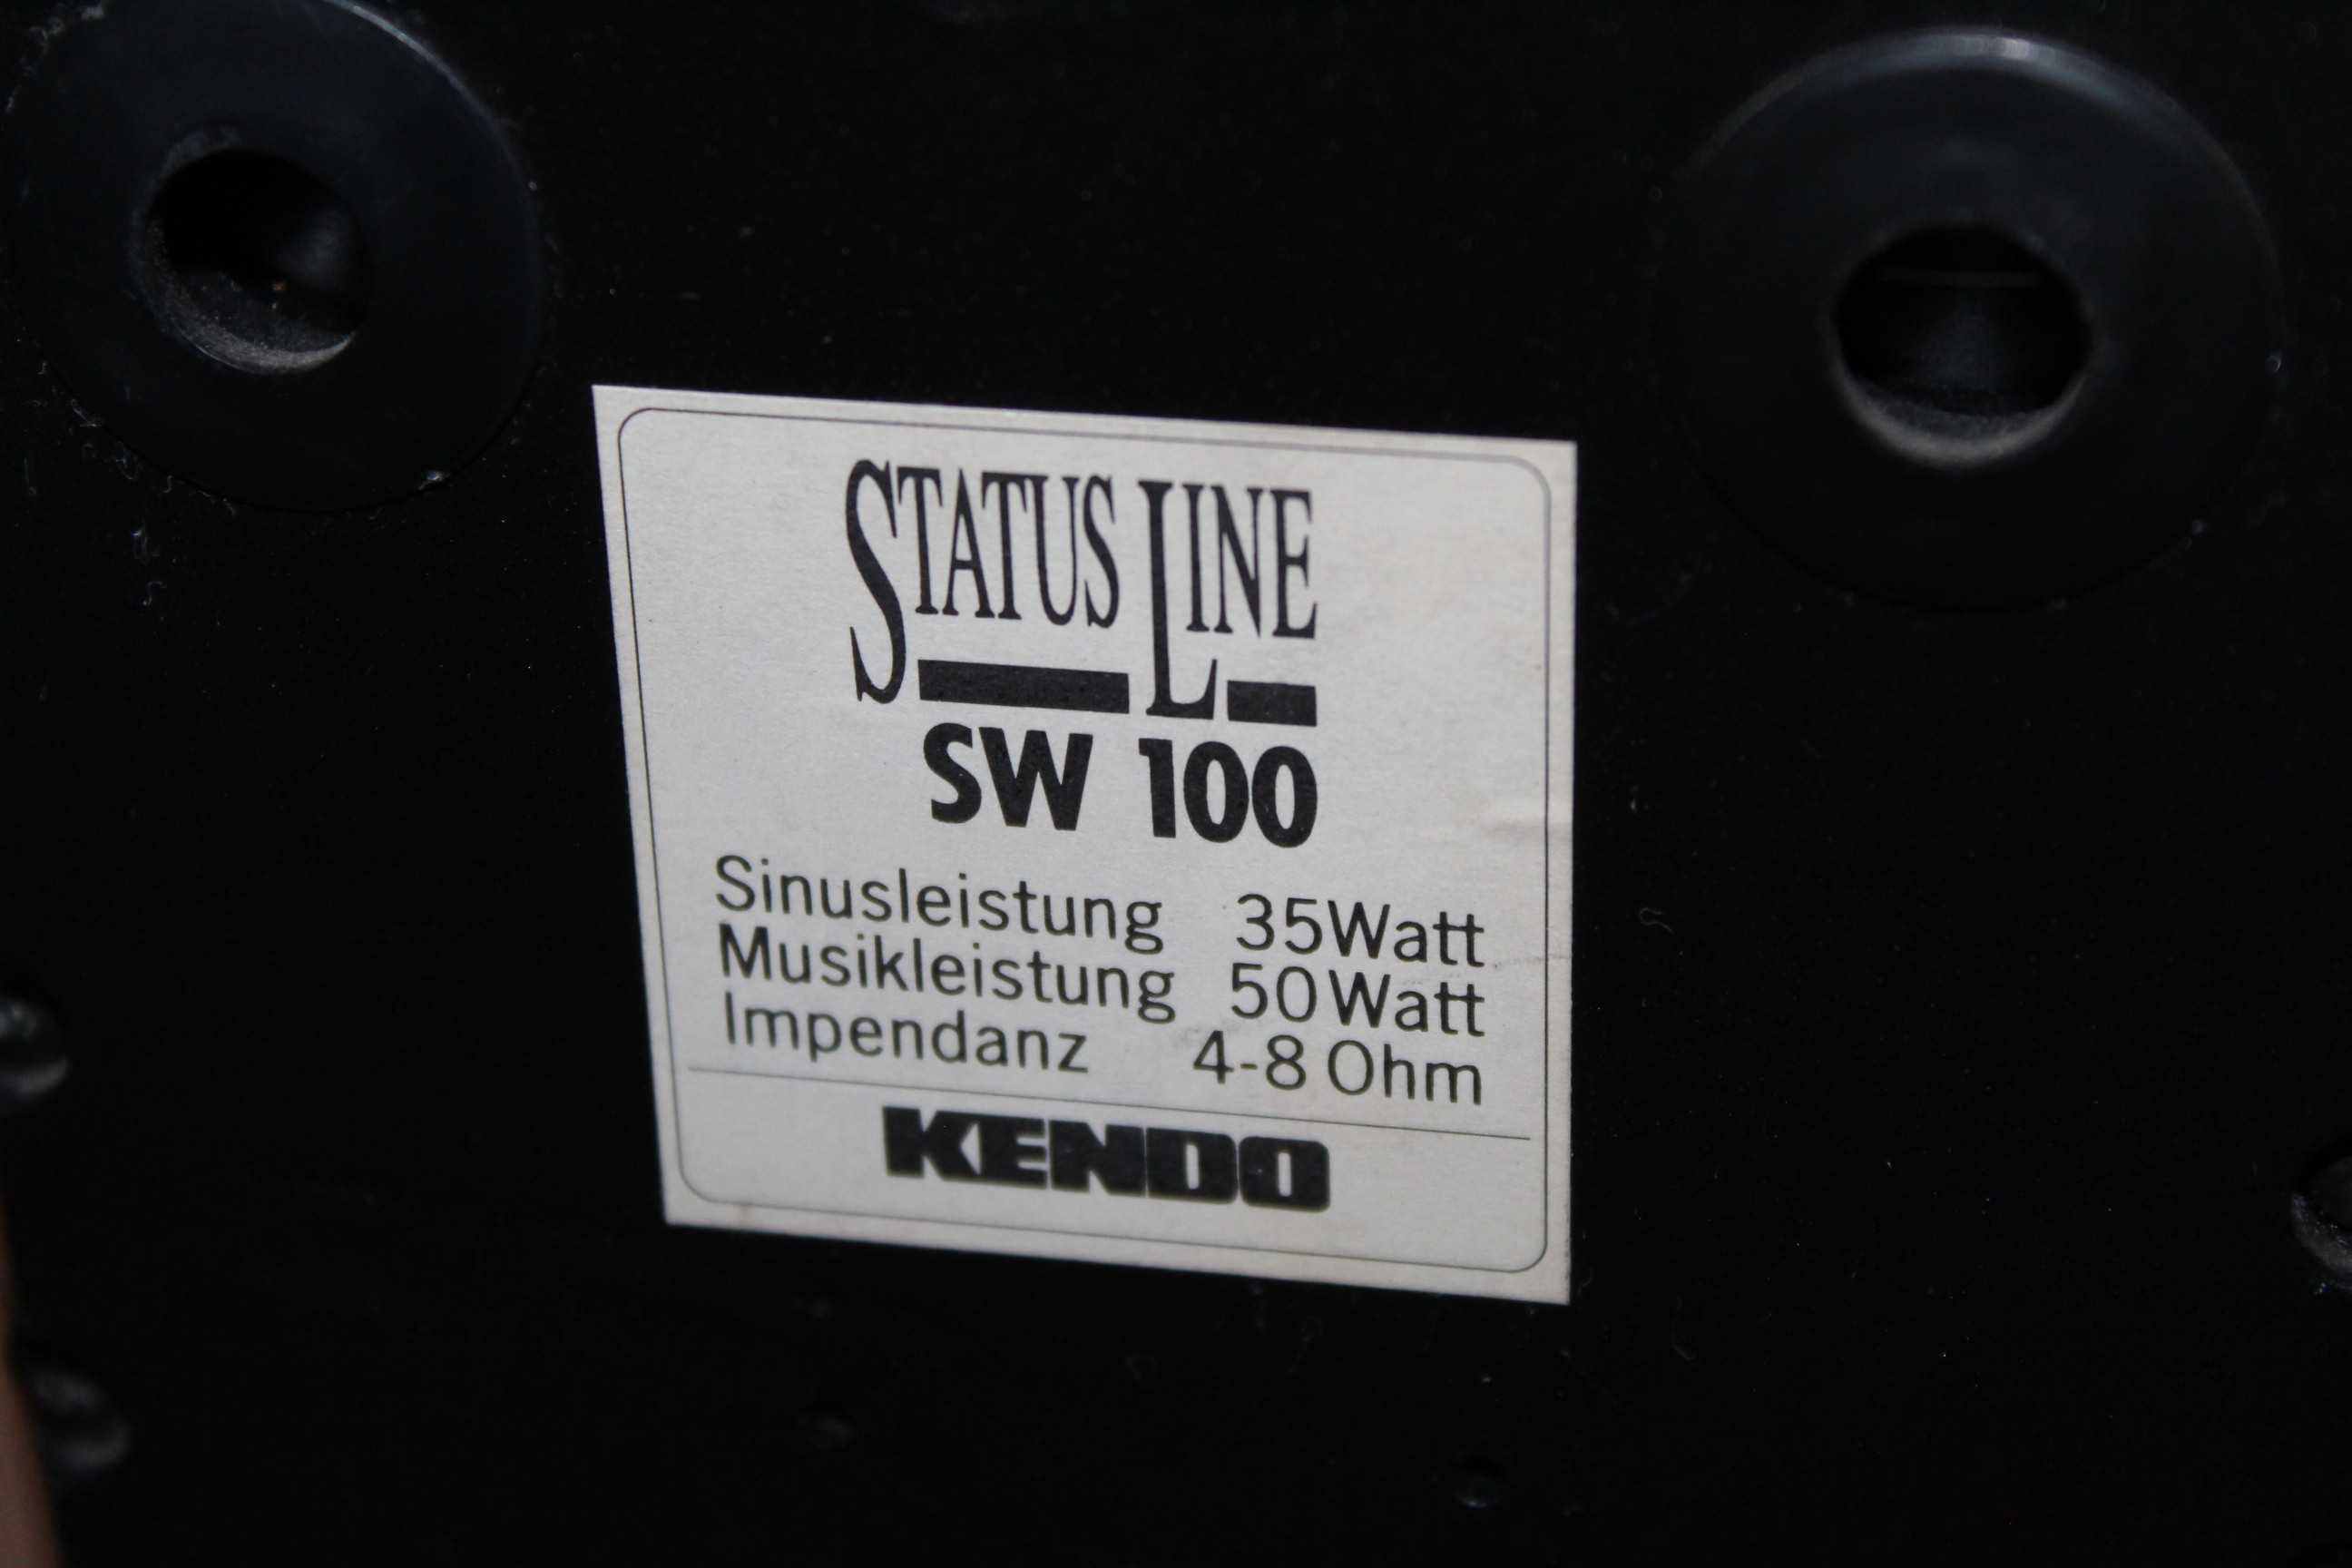 STATUS LINE
SW 100
Sinusleistung 35Watt
Musikleistung 50Watt
Impendanz 4-8 Ohm
KENDO